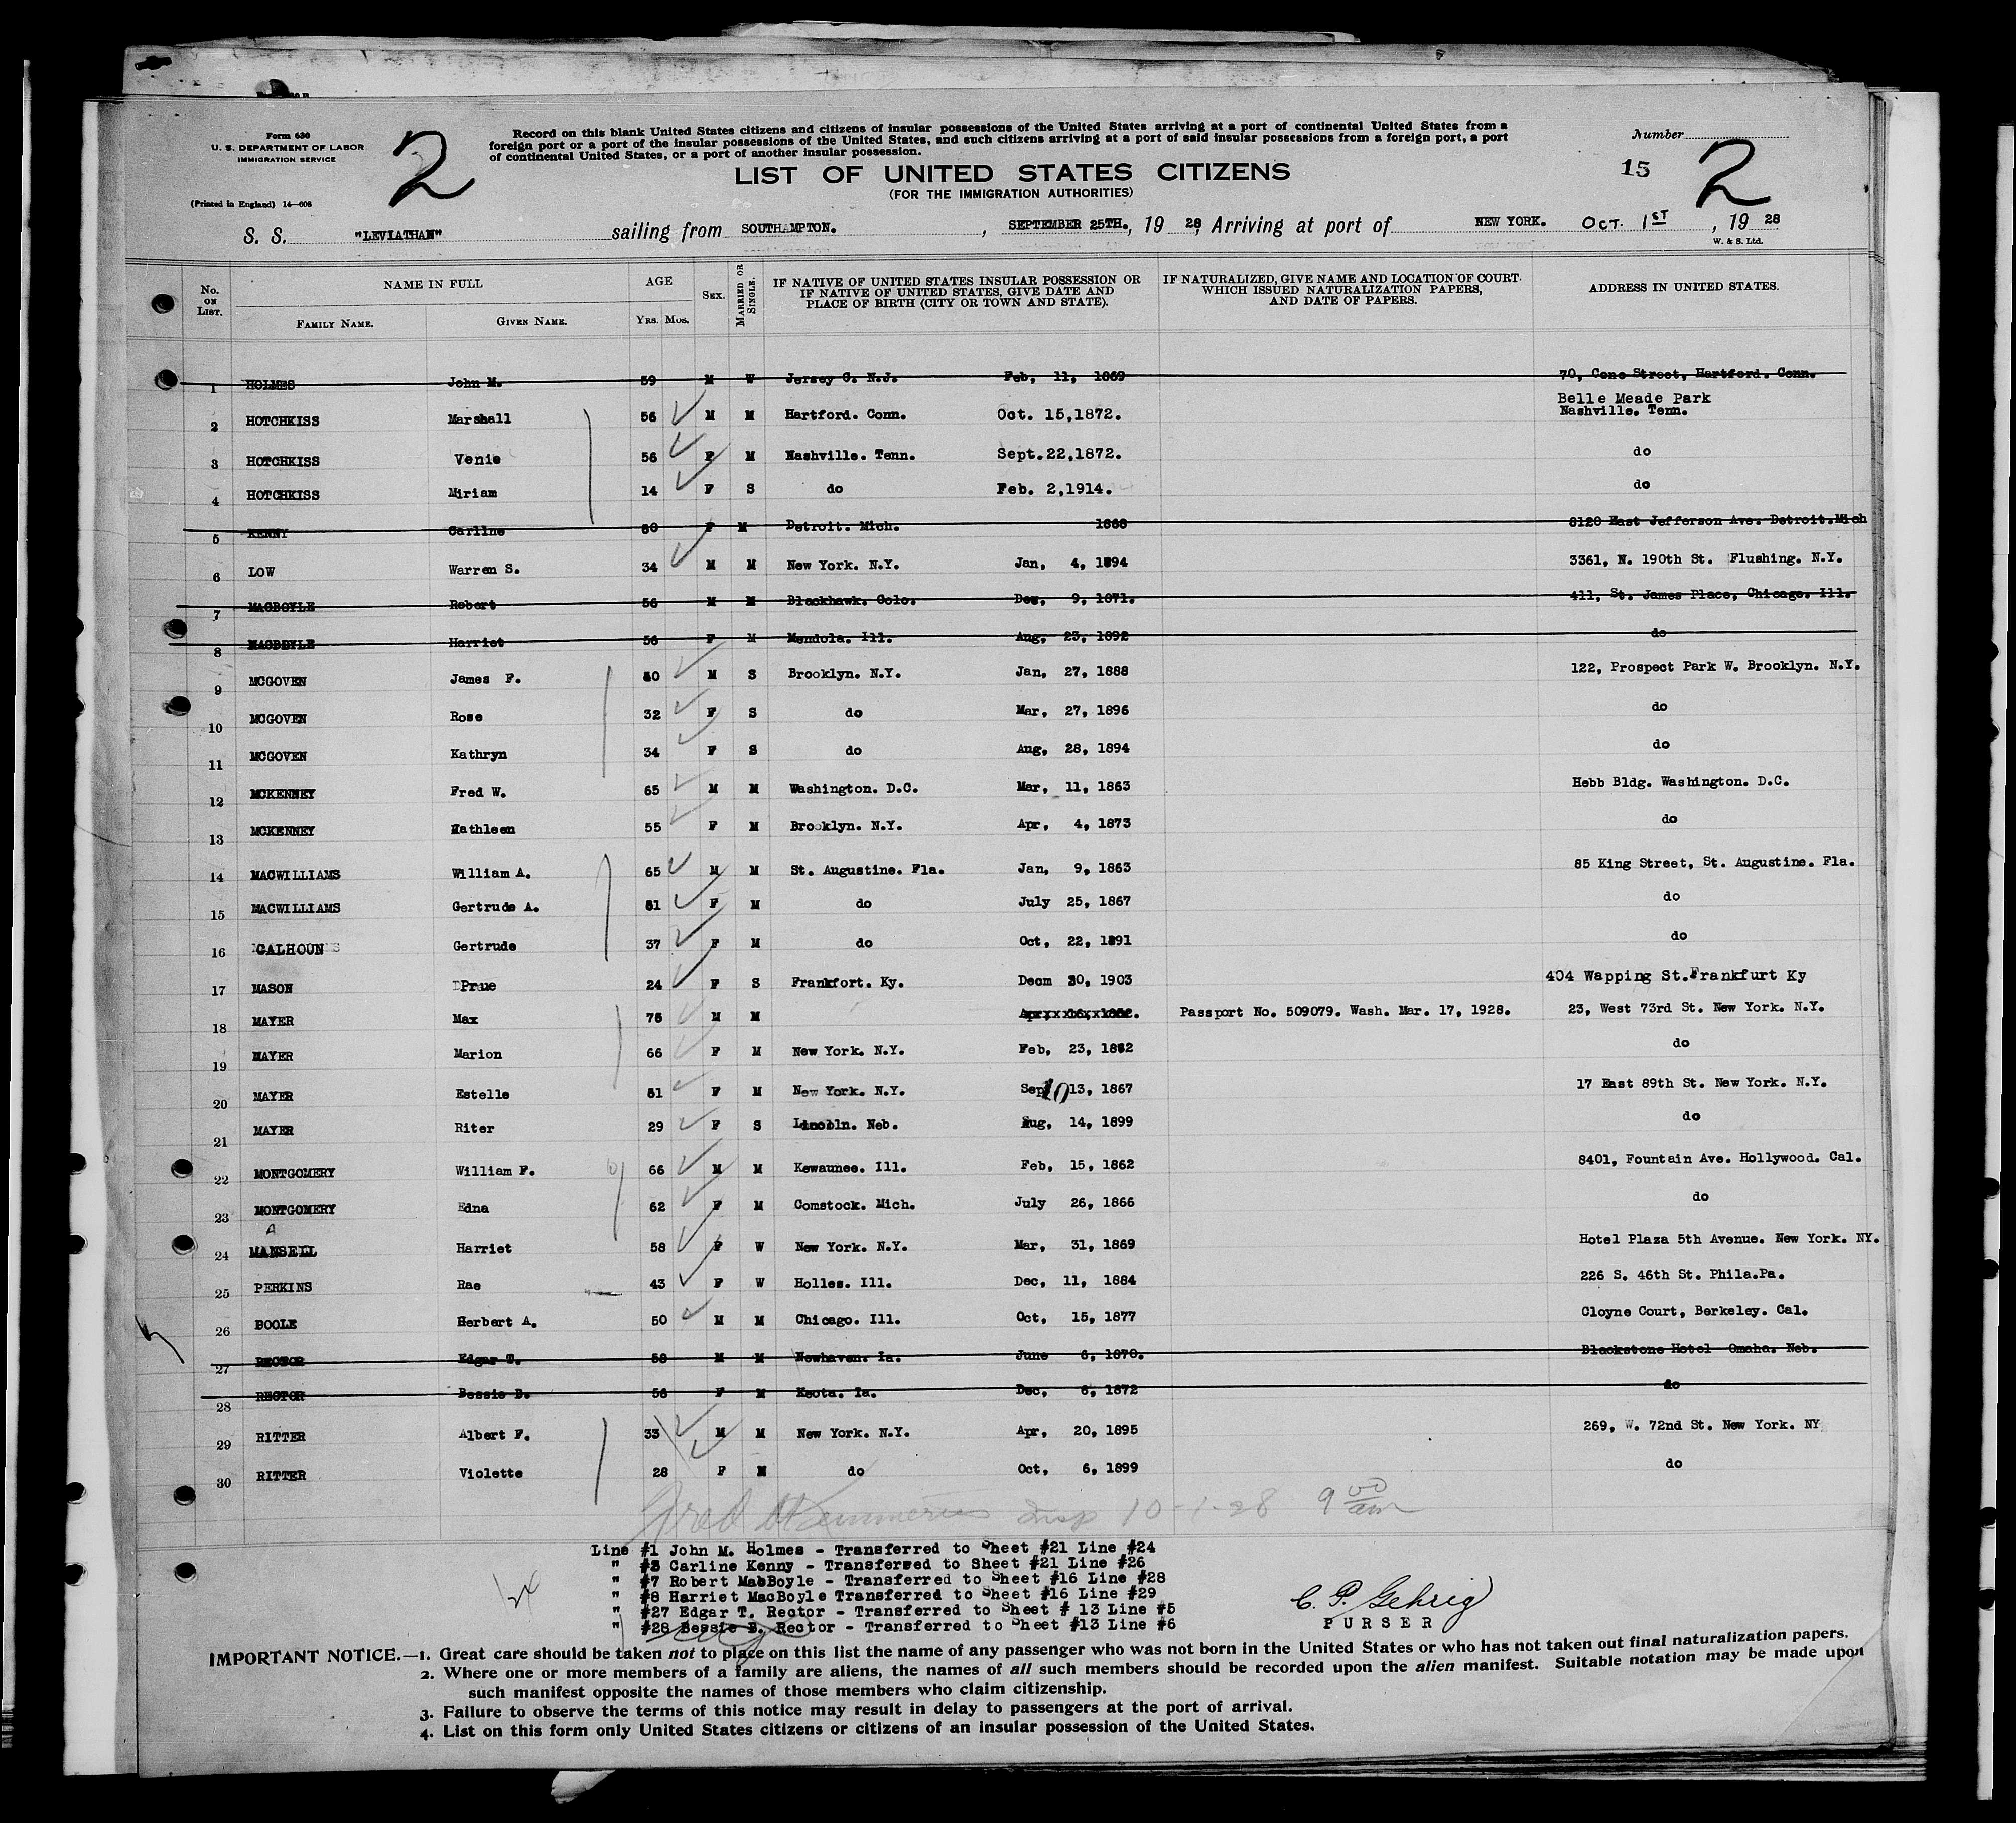 Form 630
U. S. DEPARTMENT OF LABOR
IMMIGRATION SERVICE
(Printed in England) 14—608
2
Record on this blank United States citizens and citizens of insular possessions of the United States arriving at a port of continental United States from a
foreign port or a port of the insular possessions of the United States, and such citizens arriving at a port of said insular possessions from a foreign port, a port
of continental United States, or a port of another insular possession.
LIST OF UNITED STATES CITIZENS
(FOR THE IMMIGRATION AUTHORITIES)
Number
15 2
S. S. "LEVIATHAN" sailing from SOUTHAMPTON. , SEPTEMBER 25TH., 19 28, Arriving at port of NEW YORK. OCT. 1ST , 19 28
W. & S. Ltd.
No. ON LIST. NAME IN FULL FAMILY NAME. GIVEN NAME. AGE YRS. MOS. SEX. MARRIED OR SINGLE. IF NATIVE OF UNITED STATES INSULAR POSSESSION OR IF NATIVE OF UNITED STATES, GIVE DATE AND PLACE OF BIRTH (CITY OR TOWN AND STATE). IF NATURALIZED, GIVE NAME AND LOCATION OF COURT WHICH ISSUED NATURALIZATION PAPERS, AND DATE OF PAPERS. ADDRESS IN UNITED STATES.
1 HOLMES John M. 59 M W Jersey C. N.J. Feb, 11, 1869 70, Cone Street, Hartford. Conn.
2 HOTCHKISS Marshall 56 M M Hartford. Conn. Oct. 15,1872. Belle Meade Park Nashville. Tenn.
3 HOTCHKISS Venie 56 F M Nashville. Tenn. Sept.22,1872. do
4 HOTCHKISS Miriam 14 F S do Feb. 2,1914. do
5 KENNY Carline 60 F M Detroit. Mich. 1868 8120 East Jefferson Ave. Detroit.Mich
6 LOW Warren S. 34 M M New York. N.Y. Jan, 4, 1894 3361, N. 190th St. Flushing. N.Y.
7 MACBOYLE Robert 56 M M Blackhawk. Colo. Dec, 9, 1871. 411, St. James Place, Chicago. Ill.
8 MACBOYLE Harriet 56 F M Mendola. Ill. Aug, 23, 1892 do
9 MCGOVEN James F. 40 M S Brooklyn. N.Y. Jan, 27, 1888 122, Prospect Park W. Brooklyn. N.Y.
10 MCGOVEN Rose 32 F S do Mar, 27, 1896 do
11 MCGOVEN Kathryn 34 F S do Aug, 28, 1894 do
12 MCKENNEY Fred W. 65 M M Washington. D.C. Mar, 11, 1863 Hebb Bldg. Washington. D.C.
13 MCKENNEY Kathleen 55 F M Brooklyn. N.Y. Apr, 4, 1873 do
14 MACWILLIAMS William A. 65 M M St. Augustine. Fla. Jan, 9, 1863 85 King Street, St. Augustine. Fla.
15 MACWILLIAMS Gertrude A. 61 F M do July 25, 1867 do
16 CALHOUN Gertrude 37 F M do Oct, 22, 1891 do
17 MASON Prue 24 F S Frankfort. Ky. Decm 30, 1903 404 Wapping St.Frankfurt Ky
18 MAYER Max 75 M M Passport No. 509079. Wash. Mar. 17, 1928. 23, West 73rd St. New York. N.Y.
19 MAYER Marion 66 F M New York. N.Y. Feb, 23, 1862 do
20 MAYER Estelle 61 F M New York. N.Y. Sep 10 13, 1867 17 East 89th St. New York. N.Y.
21 MAYER Riter 29 F S Lincoln. Neb. Aug, 14, 1899 do
22 MONTGOMERY William F. 66 M M Kewaunee. Ill. Feb, 15, 1862 8401, Fountain Ave. Hollywood. Cal.
23 MONTGOMERY Edna 62 F M Comstock. Mich. July 26, 1866 do
24 MANSELL A Harriet 58 F W New York. N.Y. Mar, 31, 1869 Hotel Plaza 5th Avenue. New York. NY.
25 PERKINS Rae 43 F W Holles. Ill. Dec, 11, 1884 226 S. 46th St. Phila.Pa.
26 BOOLE Herbert A. 50 M M Chicago. Ill. Oct, 15, 1877 Cloyne Court, Berkeley. Cal.
27 RECTOR Edgar T. 58 M M Newhaven. Ia. June 6, 1870. Blackstone Hotel Omaha. Neb.
28 RECTOR Bessie B. 56 F M Keota. Ia. Dec, 6, 1872 do
29 RITTER Albert F. 33 M M New York. N.Y. Apr, 20, 1895 269, W. 72nd St. New York. NY
30 RITTER Violette 28 F M do Oct, 6, 1899 do
Fred Insp 10-1-28 9 00 am
Line #1 John M. Holmes - Transferred to Sheet #21 Line #24
" #5 Carline Kenny - Transferred to Sheet #21 Line #26
" #7 Robert MacBoyle - Transferred to Sheet #16 Line #28
" #8 Harriet MacBoyle Transferred to Sheet #16 Line #29
" #27 Edgar T. Rector - Transferred to Sheet # 13 Line #5
" #28 Bessie B. Rector - Transferred to Sheet #13 Line #6
C. P. Gehrig
PURSER
IMPORTANT NOTICE.—1. Great care should be taken not to place on this list the name of any passenger who was not born in the United States or who has not taken out final naturalization papers.
2. Where one or more members of a family are aliens, the names of all such members should be recorded upon the alien manifest. Suitable notation may be made upon
such manifest opposite the names of those members who claim citizenship.
3. Failure to observe the terms of this notice may result in delay to passengers at the port of arrival.
4. List on this form only United States citizens or citizens of an insular possession of the United States.